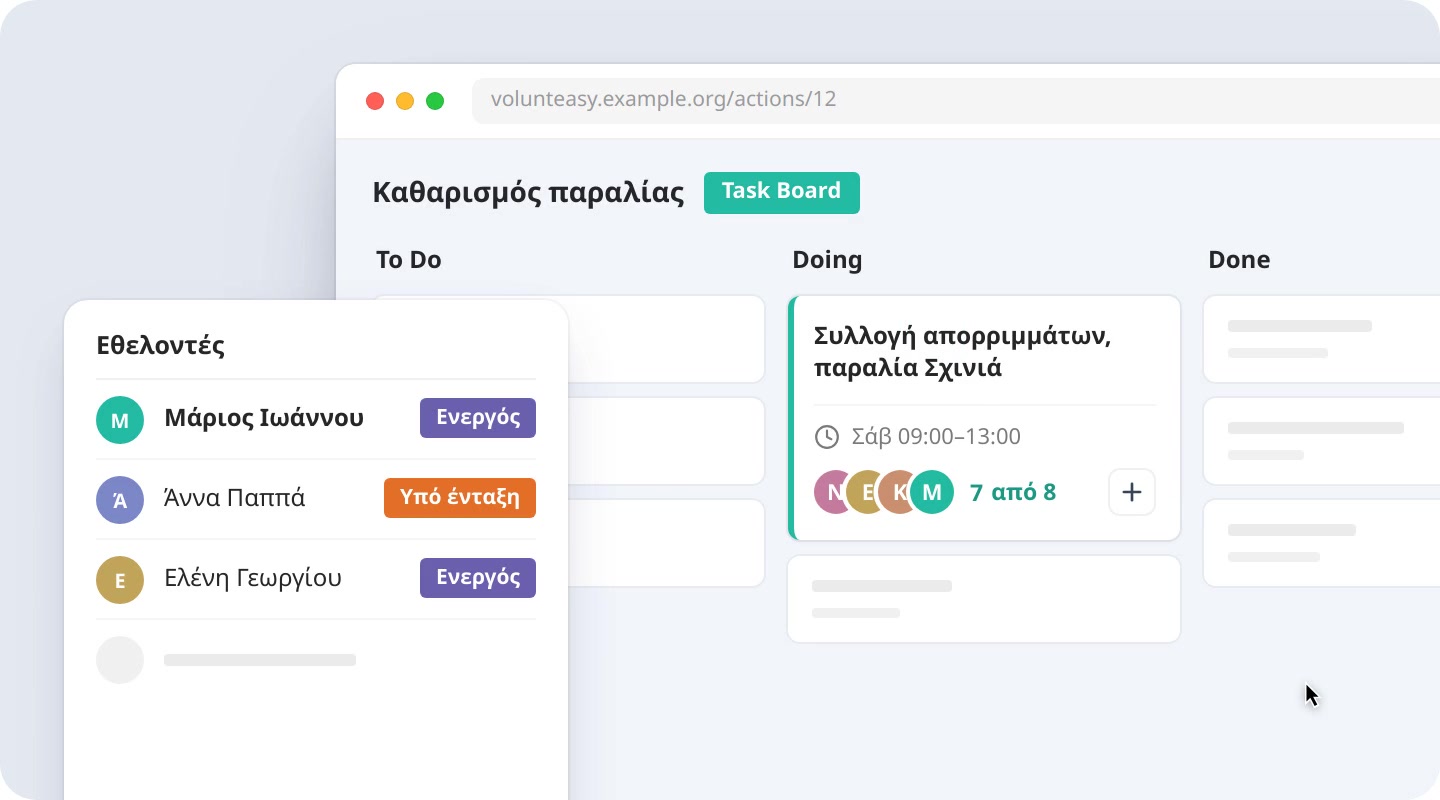 volunteasy.example.org/actions/12
Καθαρισμός παραλίας
Task Board
To Do
Doing
Done
Συλλογή απορριμμάτων,
παραλία Σχινιά
Σάβ 09:00–13:00
N E K M 7 από 8
Εθελοντές
M Μάριος Ιωάννου Ενεργός
Ά Άννα Παππά Υπό ένταξη
Ε Ελένη Γεωργίου Ενεργός